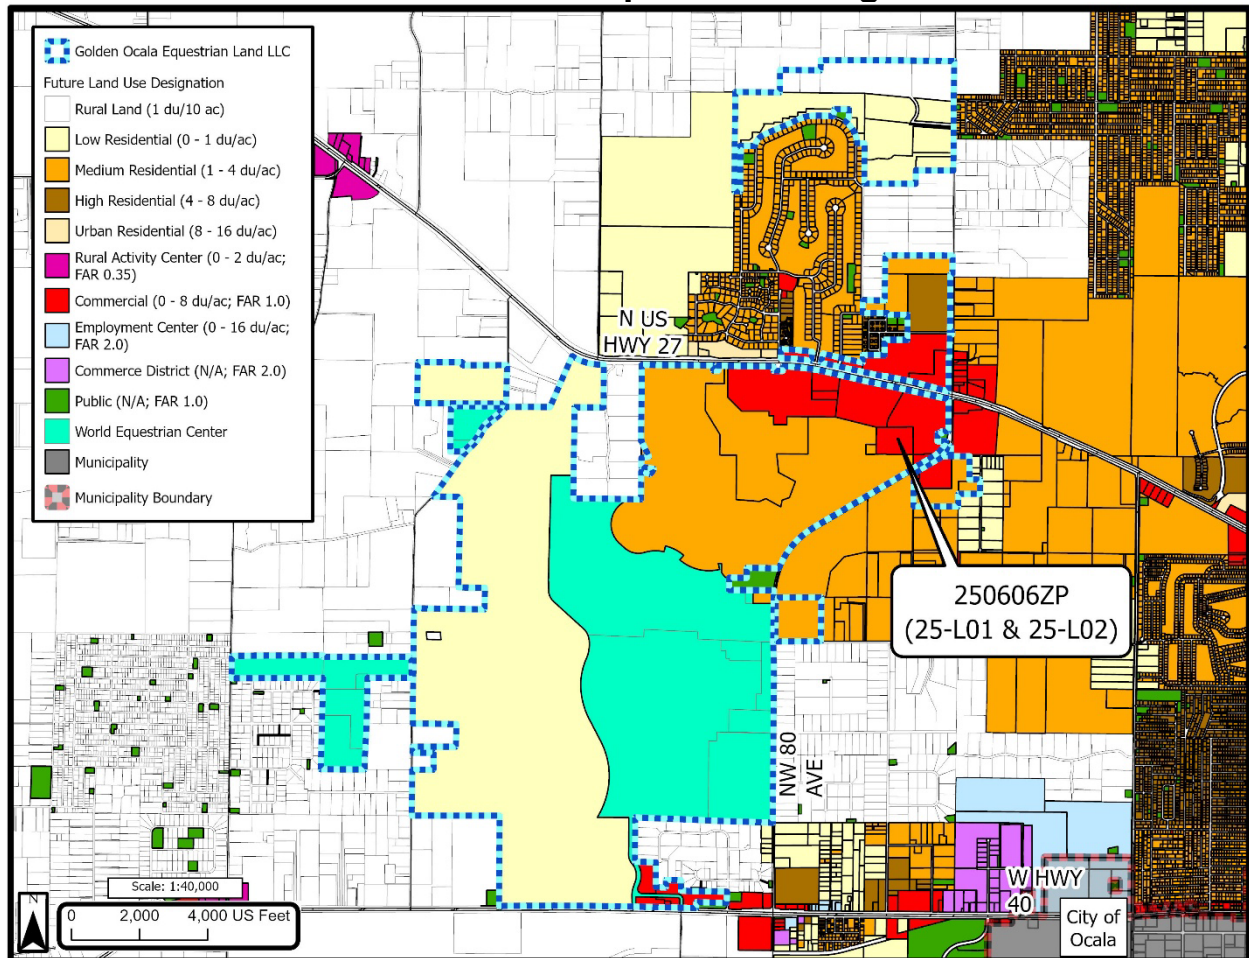 Golden Ocala Equestrian Land LLC
Future Land Use Designation
Rural Land (1 du/10 ac)
Low Residential (0 - 1 du/ac)
Medium Residential (1 - 4 du/ac)
High Residential (4 - 8 du/ac)
Urban Residential (8 - 16 du/ac)
Rural Activity Center (0 - 2 du/ac;
FAR 0.35)
Commercial (0 - 8 du/ac; FAR 1.0)
Employment Center (0 - 16 du/ac;
FAR 2.0)
Commerce District (N/A; FAR 2.0)
Public (N/A; FAR 1.0)
World Equestrian Center
Municipality
Municipality Boundary
N US
HWY 27
250606ZP
(25-L01 & 25-L02)
NW 80
AVE
W HWY
40
City of
Ocala
Scale: 1:40,000
N
0 2,000 4,000 US Feet